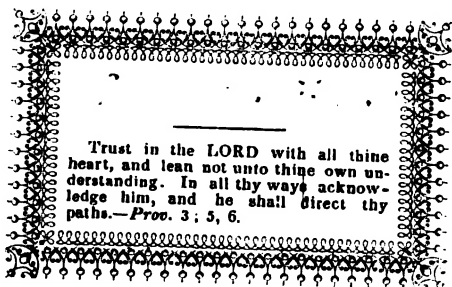 Trust in the LORD with all thine
heart, and lean not unto thine own un-
derstanding. In all thy ways acknow-
ledge him, and he shall direct thy
paths.—Prov. 3; 5, 6.